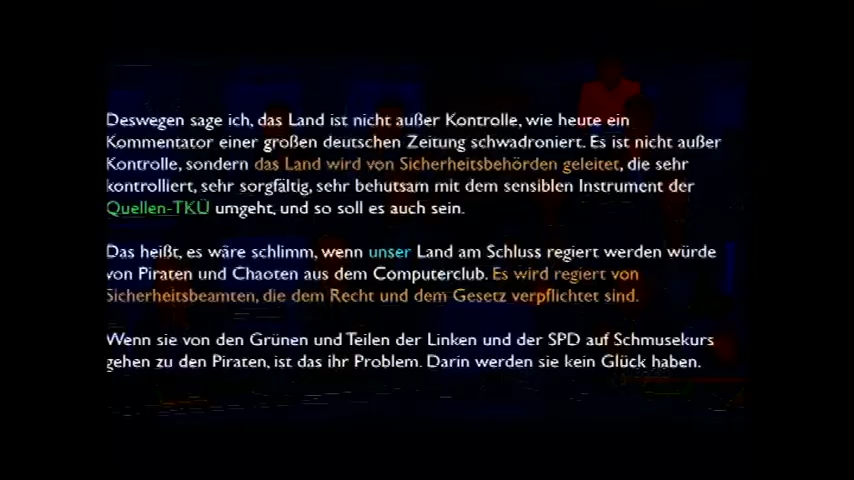 Deswegen sage ich, das Land ist nicht außer Kontrolle, wie heute ein
Kommentator einer großen deutschen Zeitung schwadroniert. Es ist nicht außer
Kontrolle, sondern das Land wird von Sicherheitsbehörden geleitet, die sehr
kontrolliert, sehr sorgfältig, sehr behutsam mit dem sensiblen Instrument der
Quellen-TKÜ umgeht, und so soll es auch sein.
Das heißt, es wäre schlimm, wenn unser Land am Schluss regiert werden würde
von Piraten und Chaoten aus dem Computerclub. Es wird regiert von
Sicherheitsbeamten, die dem Recht und dem Gesetz verpflichtet sind.
Wenn sie von den Grünen und Teilen der Linken und der SPD auf Schmusekurs
gehen zu den Piraten, ist das ihr Problem. Darin werden sie kein Glück haben.